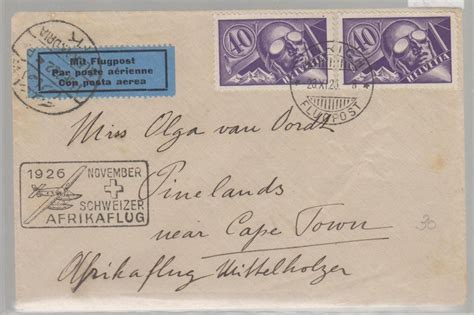 40
HELVETIA
40
HELVETIA
Mit Flugpost
Par poste aérienne
Con posta aerea
FLUGPOST
Miss Olga van Oordt
Pinelands
near Cape Town
Afrikaflug Mittelholzer
1926
NOVEMBER
SCHWEIZER
AFRIKAFLUG
30